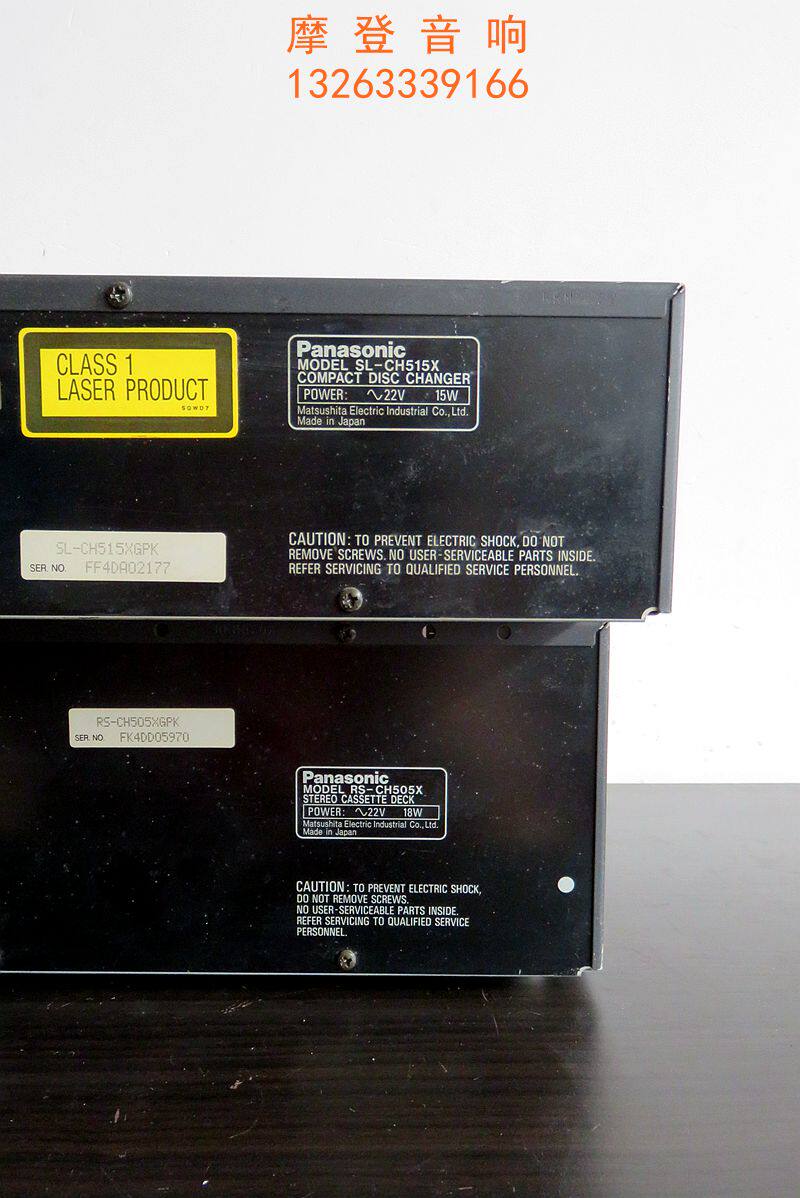 摩登音响
13263339166
CLASS 1
LASER PRODUCT
SQWD7
Panasonic
MODEL SL-CH515X
COMPACT DISC CHANGER
POWER: ∿22V 15W
Matsushita Electric Industrial Co., Ltd.
Made in Japan
SL-CH515XGPK
SER. NO. FF4DA02177
CAUTION: TO PREVENT ELECTRIC SHOCK, DO NOT
REMOVE SCREWS. NO USER-SERVICEABLE PARTS INSIDE.
REFER SERVICING TO QUALIFIED SERVICE PERSONNEL.
RS-CH505XGPK
SER. NO. FK4DD05970
Panasonic
MODEL RS-CH505X
STEREO CASSETTE DECK
POWER: ∿22V 18W
Matsushita Electric Industrial Co., Ltd.
Made in Japan
CAUTION: TO PREVENT ELECTRIC SHOCK,
DO NOT REMOVE SCREWS.
NO USER-SERVICEABLE PARTS INSIDE.
REFER SERVICING TO QUALIFIED SERVICE
PERSONNEL.